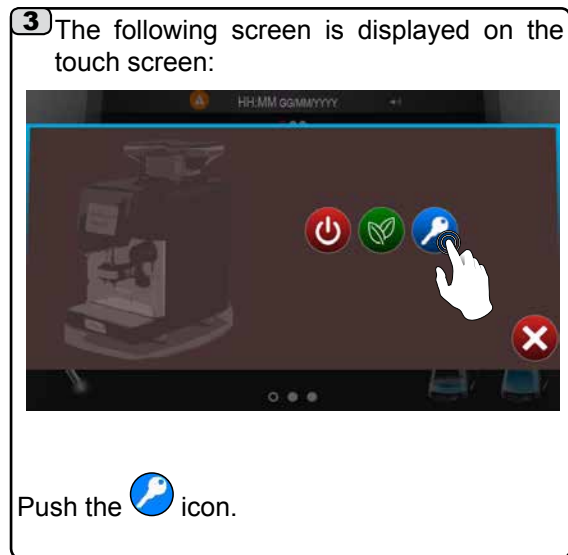 3
The following screen is displayed on the
touch screen:
A HH:MM GG/MM/YYYY
Push the icon.